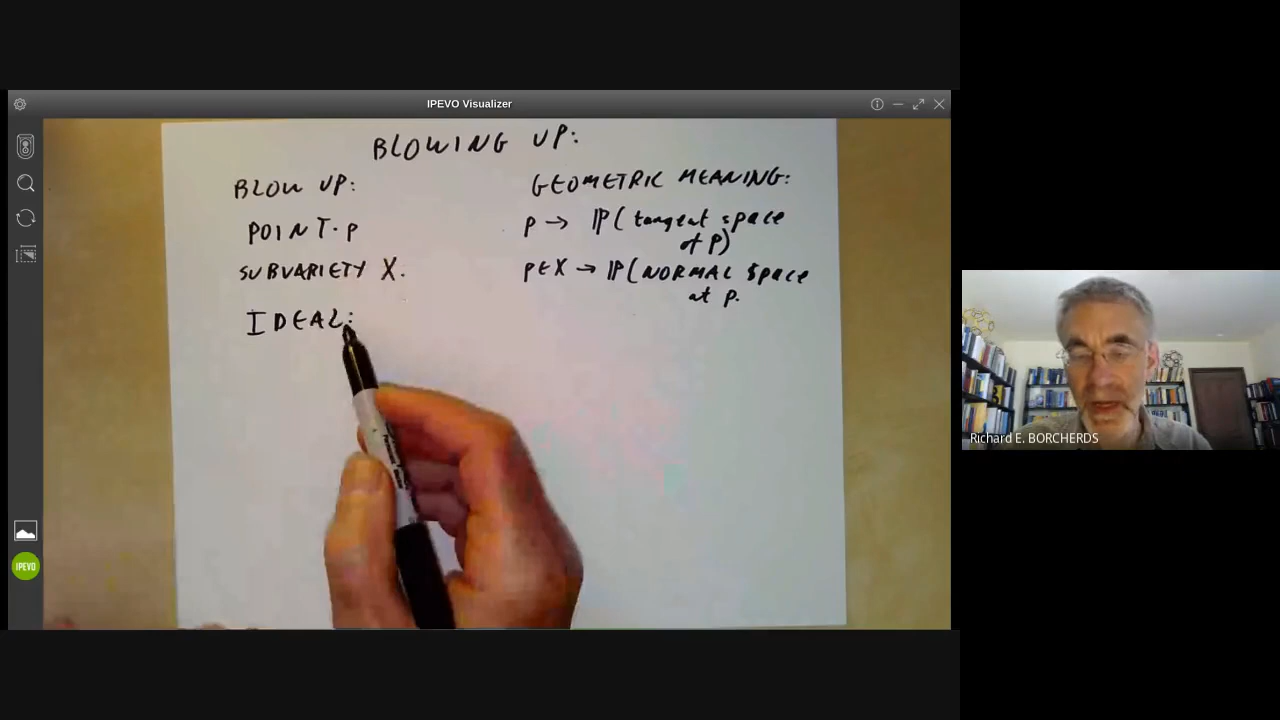 IPEVO Visualizer
BLOWING UP:
BLOW UP:
GEOMETRIC MEANING:
POINT. p
p → ℙ(tangent space
of p)
SUBVARIETY X.
p ∈ X → ℙ(NORMAL space
at p.
IDEAL:
IPEVO
Richard E. BORCHERDS